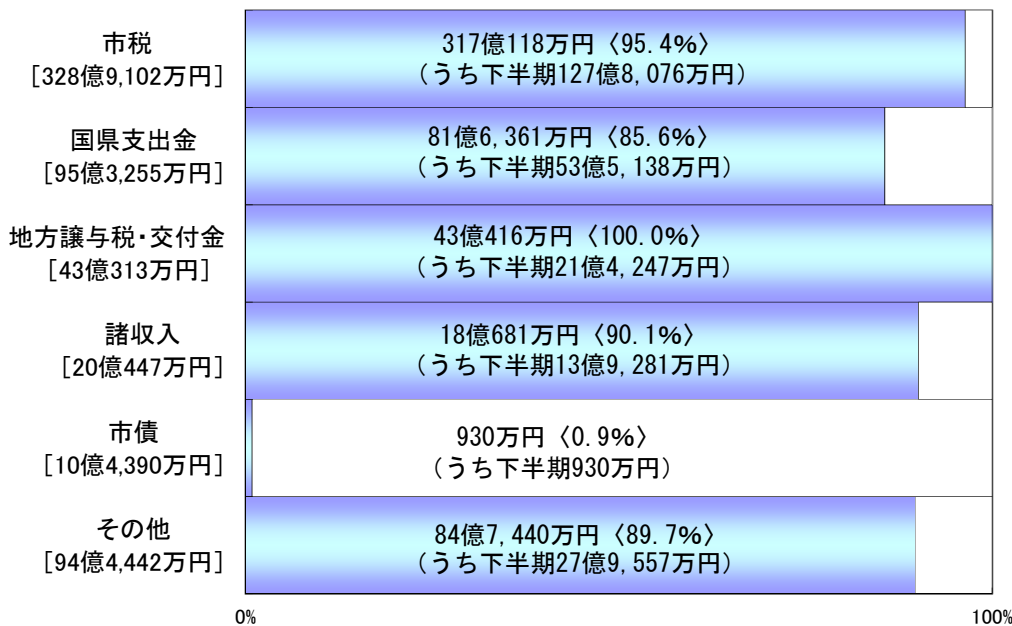 市税
［328億9,102万円］
317億118万円〈95.4％〉
（うち下半期127億8,076万円）
国県支出金
［95億3,255万円］
81億6,361万円〈85.6％〉
（うち下半期53億5,138万円）
地方譲与税・交付金
［43億313万円］
43億416万円〈100.0％〉
（うち下半期21億4,247万円）
諸収入
［20億447万円］
18億681万円〈90.1％〉
（うち下半期13億9,281万円）
市債
［10億4,390万円］
930万円〈0.9％〉
（うち下半期930万円）
その他
［94億4,442万円］
84億7,440万円〈89.7％〉
（うち下半期27億9,557万円）
0% 100%